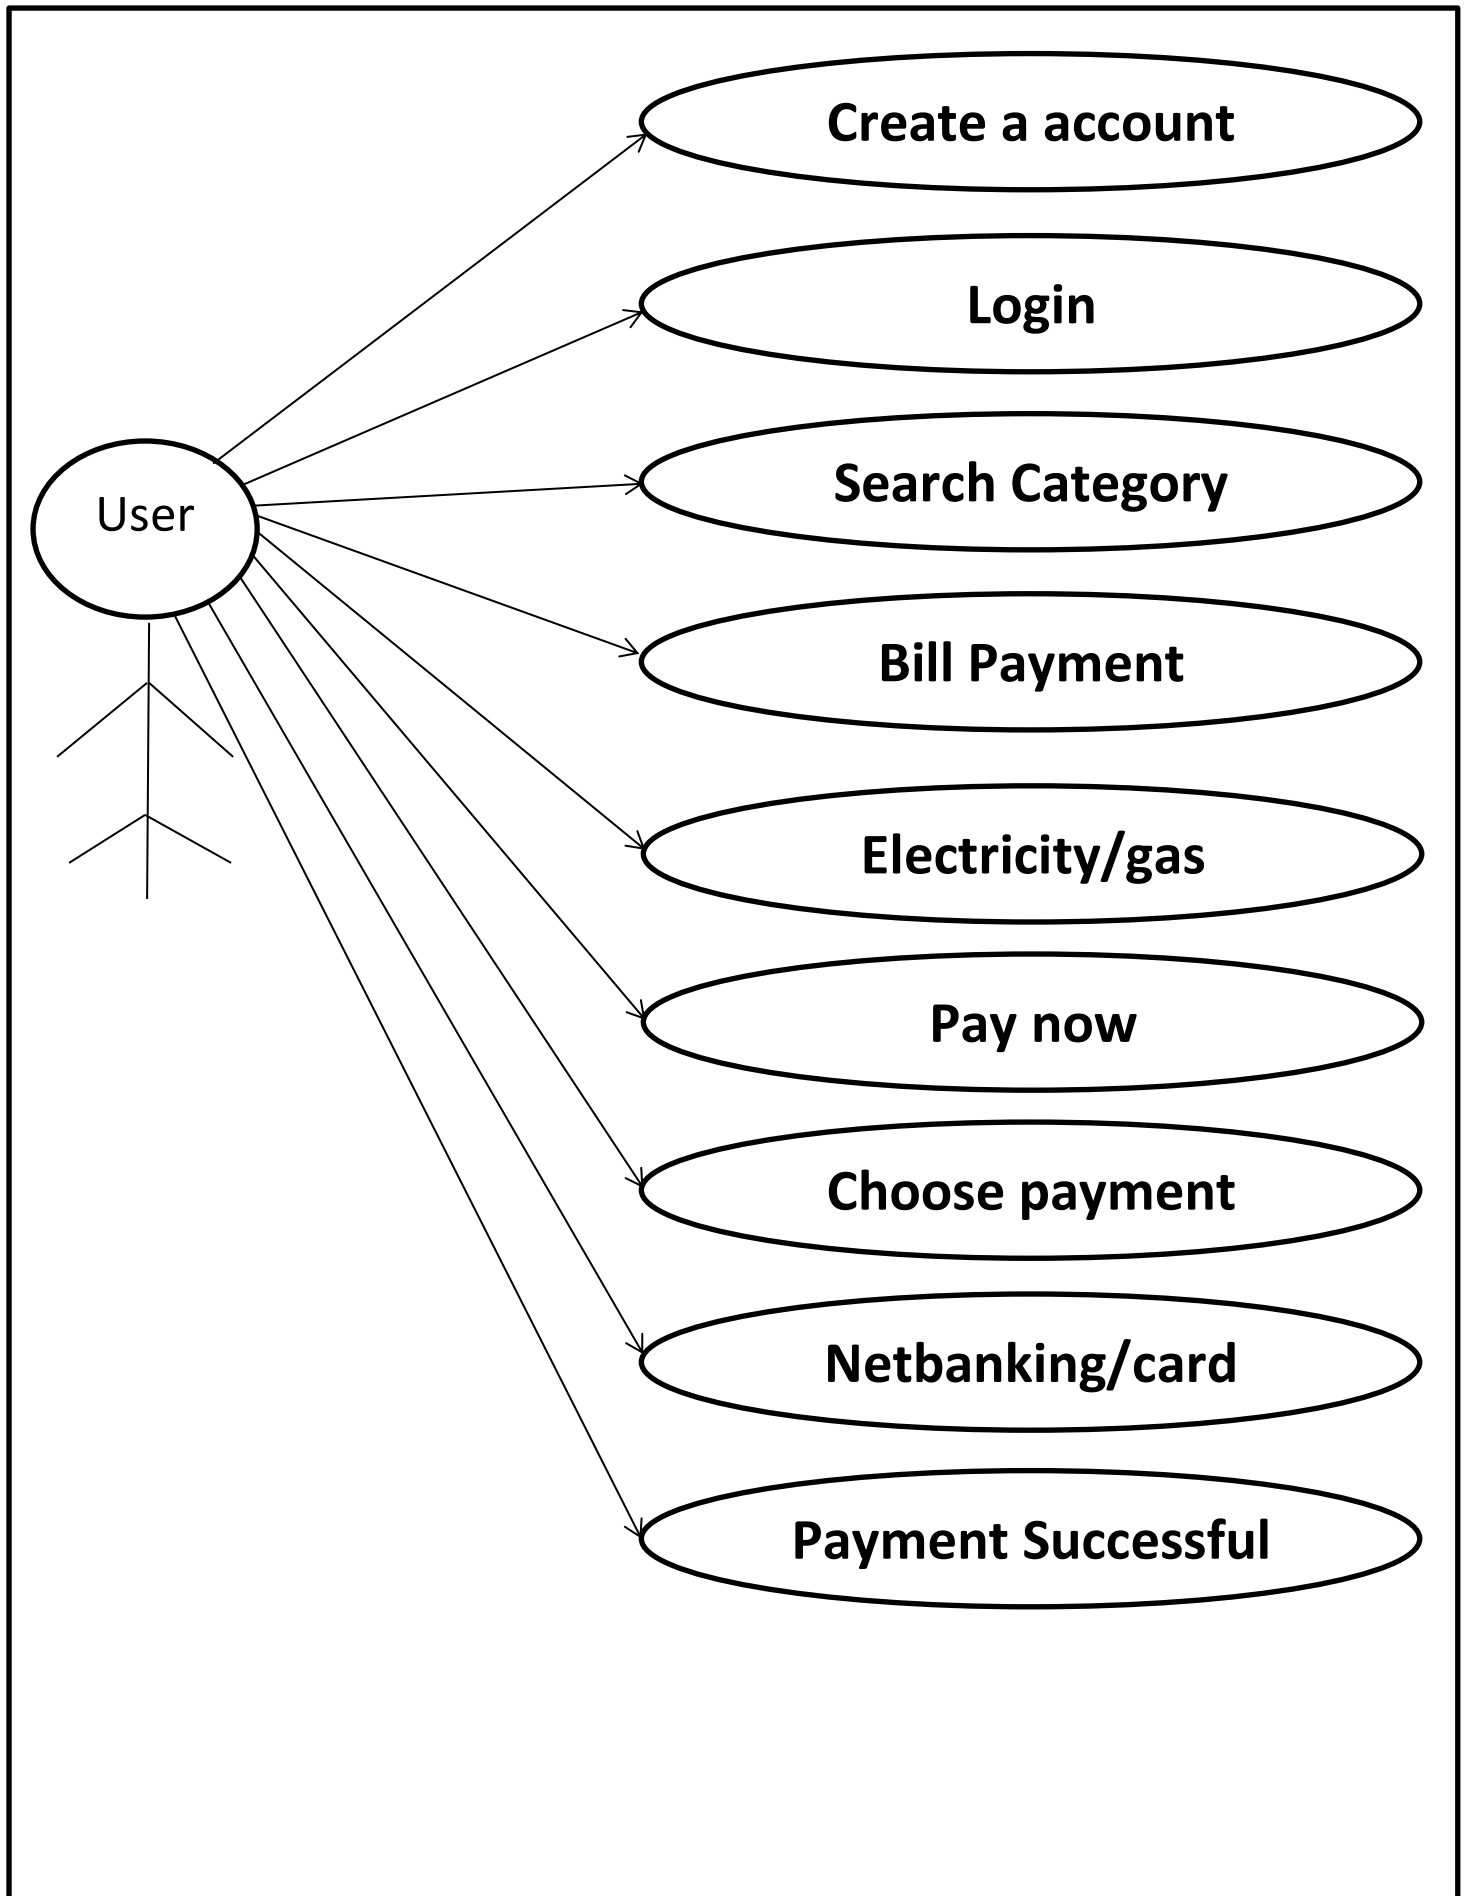 Create a account
Login
Search Category
User
Bill Payment
Electricity/gas
Pay now
Choose payment
Netbanking/card
Payment Successful